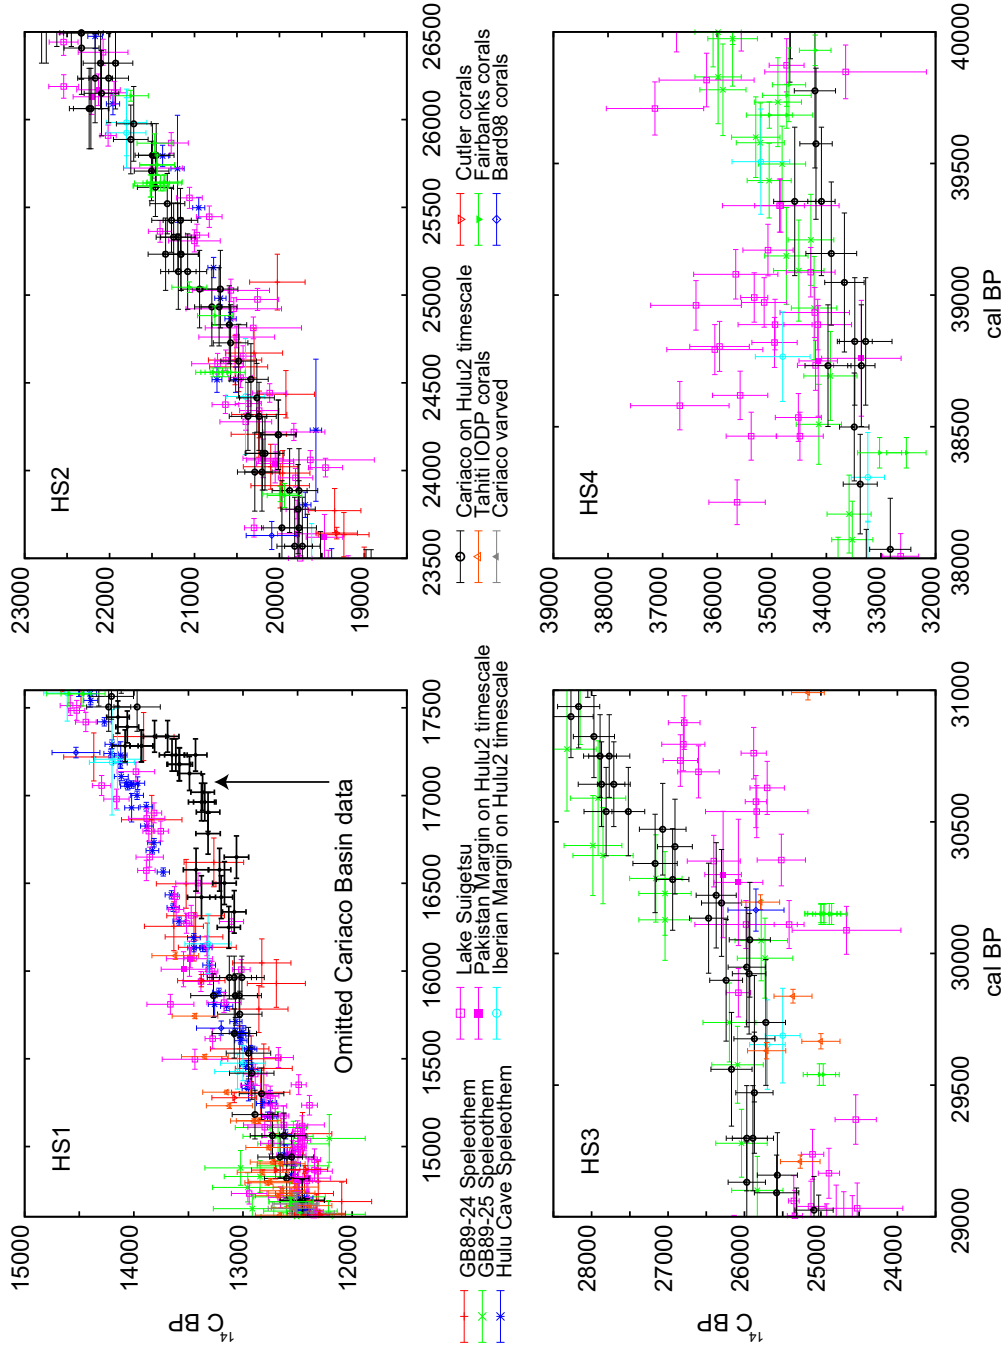 HS1
15000
14000
13000
12000
15000
15500
16000
16500
17000
17500
14C BP
Omitted Cariaco Basin data
HS2
23000
22000
21000
20000
19000
23500
24000
24500
25000
25500
26000
26500
GB89-24 Speleothem
GB89-25 Speleothem
Hulu Cave Speleothem
Lake Suigetsu
Pakistan Margin on Hulu2 timescale
Iberian Margin on Hulu2 timescale
Cariaco on Hulu2 timescale
Tahiti IODP corals
Cariaco varved
Cutler corals
Fairbanks corals
Bard98 corals
HS3
28000
27000
26000
25000
24000
29000
29500
30000
30500
31000
14C BP
cal BP
HS4
39000
38000
37000
36000
35000
34000
33000
32000
38000
38500
39000
39500
40000
cal BP